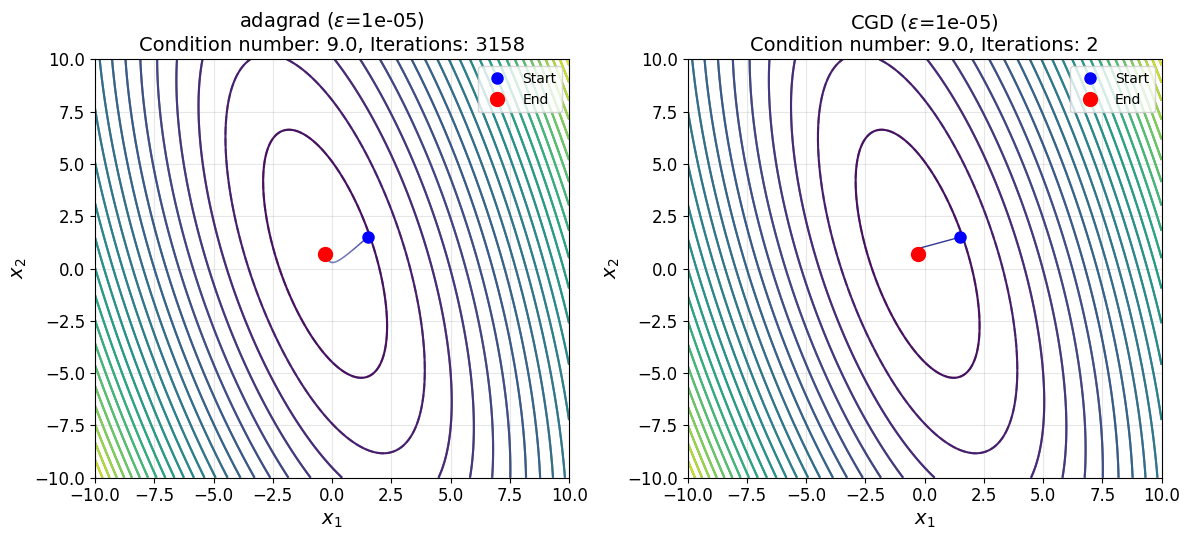 adagrad (ε=1e-05)
Condition number: 9.0, Iterations: 3158
10.0
7.5
5.0
2.5
0.0
−2.5
−5.0
−7.5
−10.0
x₂
Start
End
−10.0 −7.5 −5.0 −2.5 0.0 2.5 5.0 7.5 10.0
x₁
CGD (ε=1e-05)
Condition number: 9.0, Iterations: 2
10.0
7.5
5.0
2.5
0.0
−2.5
−5.0
−7.5
−10.0
x₂
Start
End
−10.0 −7.5 −5.0 −2.5 0.0 2.5 5.0 7.5 10.0
x₁